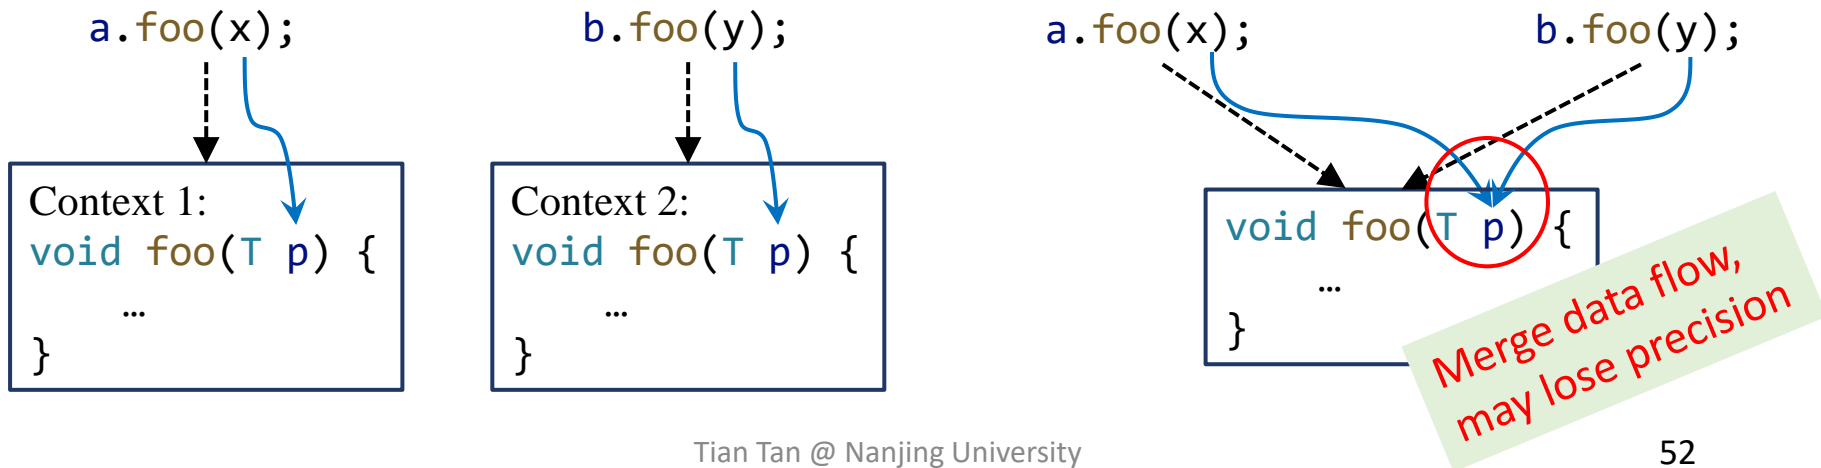 a.foo(x);
Context 1:
void foo(T p) {
…
}
b.foo(y);
Context 2:
void foo(T p) {
…
}
a.foo(x);
b.foo(y);
void foo(T p) {
…
}
Merge data flow,
may lose precision
Tian Tan @ Nanjing University
52